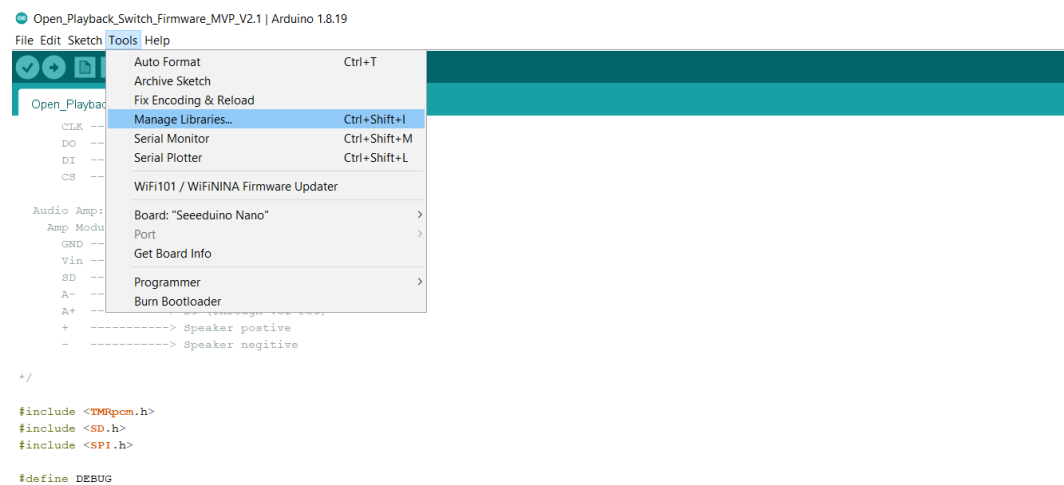 Open_Playback_Switch_Firmware_MVP_V2.1 | Arduino 1.8.19
File Edit Sketch Tools Help
Auto Format Ctrl+T
Archive Sketch
Fix Encoding & Reload
Open_Playbac
Manage Libraries... Ctrl+Shift+I
CLK --
Serial Monitor Ctrl+Shift+M
DO --
Serial Plotter Ctrl+Shift+L
DI --
CS --
WiFi101 / WiFiNINA Firmware Updater
Audio Amp:
Board: "Seeeduino Nano"
Amp Modu
Port
GND --
Get Board Info
Vin --
SD --
Programmer
A- --
Burn Bootloader
A+ --
+ -----------> Speaker postive
- -----------> Speaker negitive
*/
#include <TMRpcm.h>
#include <SD.h>
#include <SPI.h>
#define DEBUG